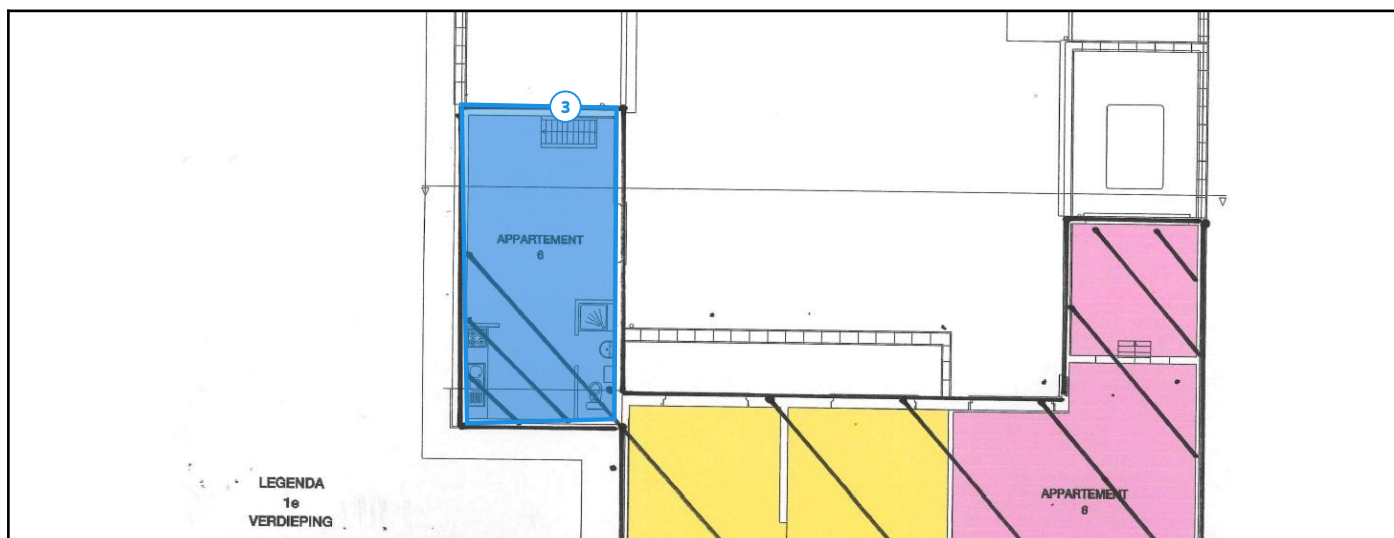 3
APPARTEMENT
6
LEGENDA
1e
VERDIEPING
APPARTEMENT
8